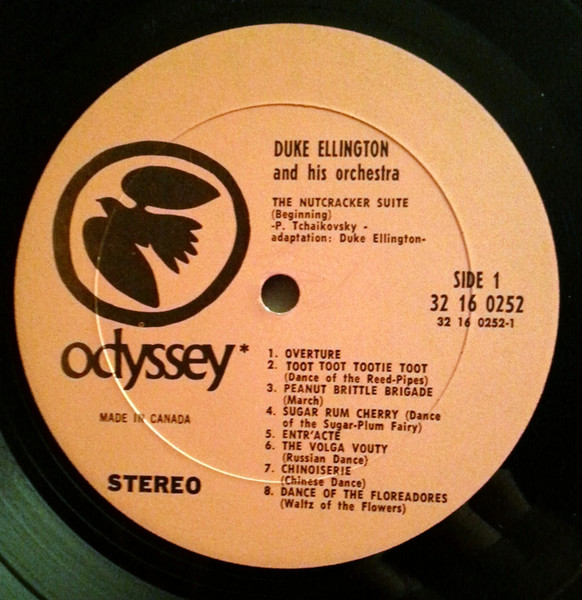 DUKE ELLINGTON
and his orchestra
THE NUTCRACKER SUITE
(Beginning)
-P. Tchaikovsky -
adaptation: Duke Ellington-
SIDE 1
32 16 0252
32 16 0252-1
odyssey*
MADE IN CANADA
STEREO
1. OVERTURE
2. TOOT TOOT TOOTIE TOOT
(Dance of the Reed-Pipes)
3. PEANUT BRITTLE BRIGADE
(March)
4. SUGAR RUM CHERRY (Dance
of the Sugar-Plum Fairy)
5. ENTR'ACTE
6. THE VOLGA VOUTY
(Russian Dance)
7. CHINOISERIE
(Chinese Dance)
8. DANCE OF THE FLOREADORES
(Waltz of the Flowers)